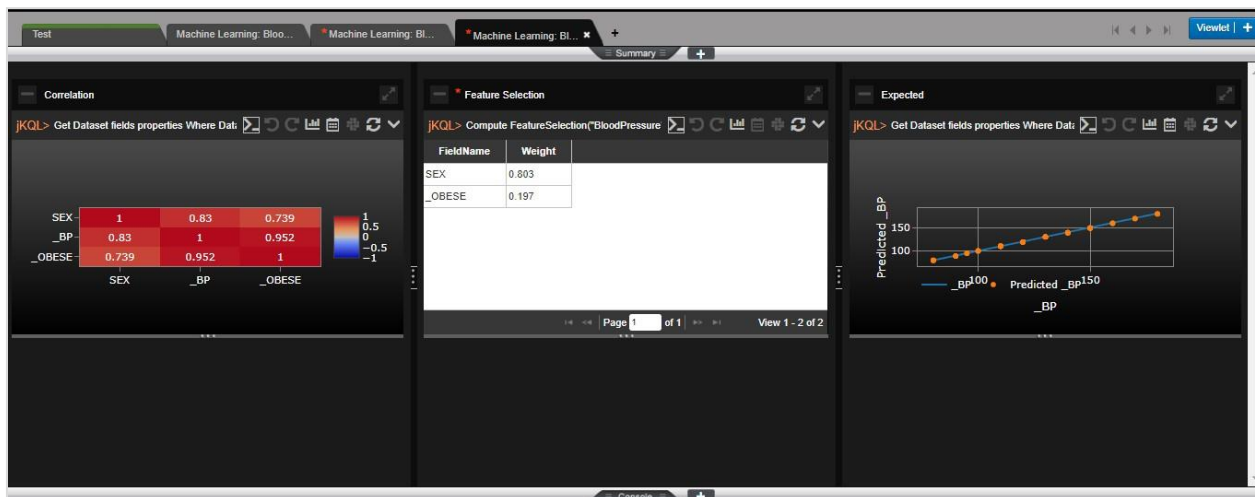 Test
Machine Learning: Bloo...
* Machine Learning: Bl...
* Machine Learning: Bl... ×
+
Viewlet | +
Summary
+
Correlation
jKQL> Get Dataset fields properties Where Dat
SEX 1 0.83 0.739
_BP 0.83 1 0.952
_OBESE 0.739 0.952 1
SEX _BP _OBESE
1
0.5
0
−0.5
−1
* Feature Selection
jKQL> Compute FeatureSelection("BloodPressure
FieldName Weight
SEX 0.803
_OBESE 0.197
Page 1 of 1
View 1 - 2 of 2
Expected
jKQL> Get Dataset fields properties Where Dat
Predicted _BP
150
100
100
150
_BP
Predicted _BP
_BP
Console
+